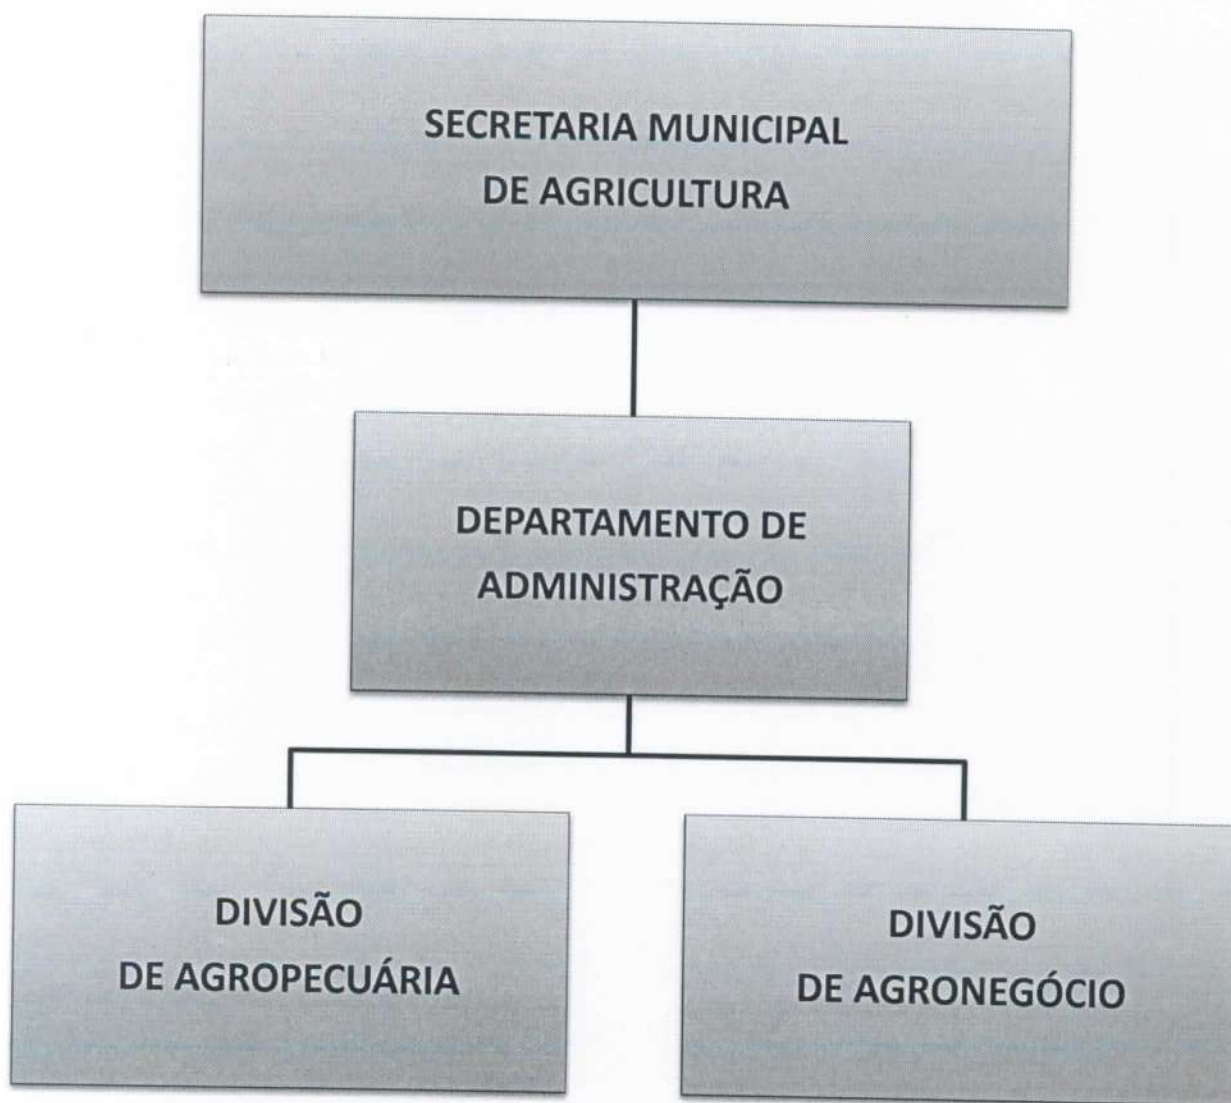 SECRETARIA MUNICIPAL
DE AGRICULTURA
DEPARTAMENTO DE
ADMINISTRAÇÃO
DIVISÃO
DE AGROPECUÁRIA
DIVISÃO
DE AGRONEGÓCIO